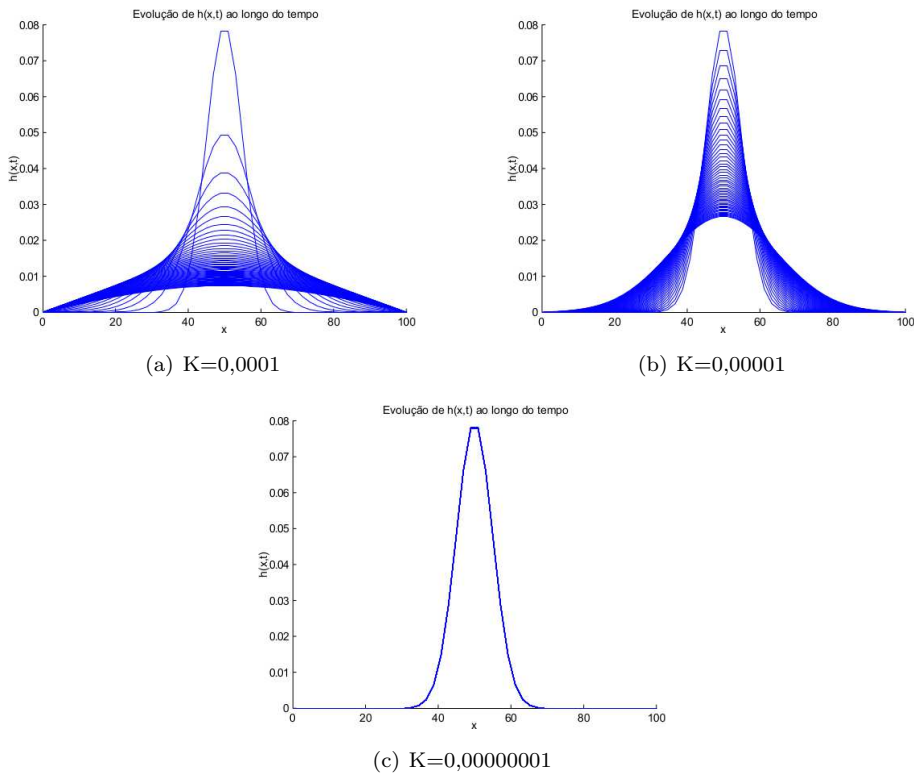 Evolução de h(x,t) ao longo do tempo
0.08
0.07
0.06
0.05
0.04
0.03
0.02
0.01
0
h(x,t)
0 20 40 60 80 100
x
(a) K=0,0001
Evolução de h(x,t) ao longo do tempo
0.08
0.07
0.06
0.05
0.04
0.03
0.02
0.01
0
h(x,t)
0 20 40 60 80 100
x
(b) K=0,00001
Evolução de h(x,t) ao longo do tempo
0.08
0.07
0.06
0.05
0.04
0.03
0.02
0.01
0
h(x,t)
0 20 40 60 80 100
x
(c) K=0,00000001